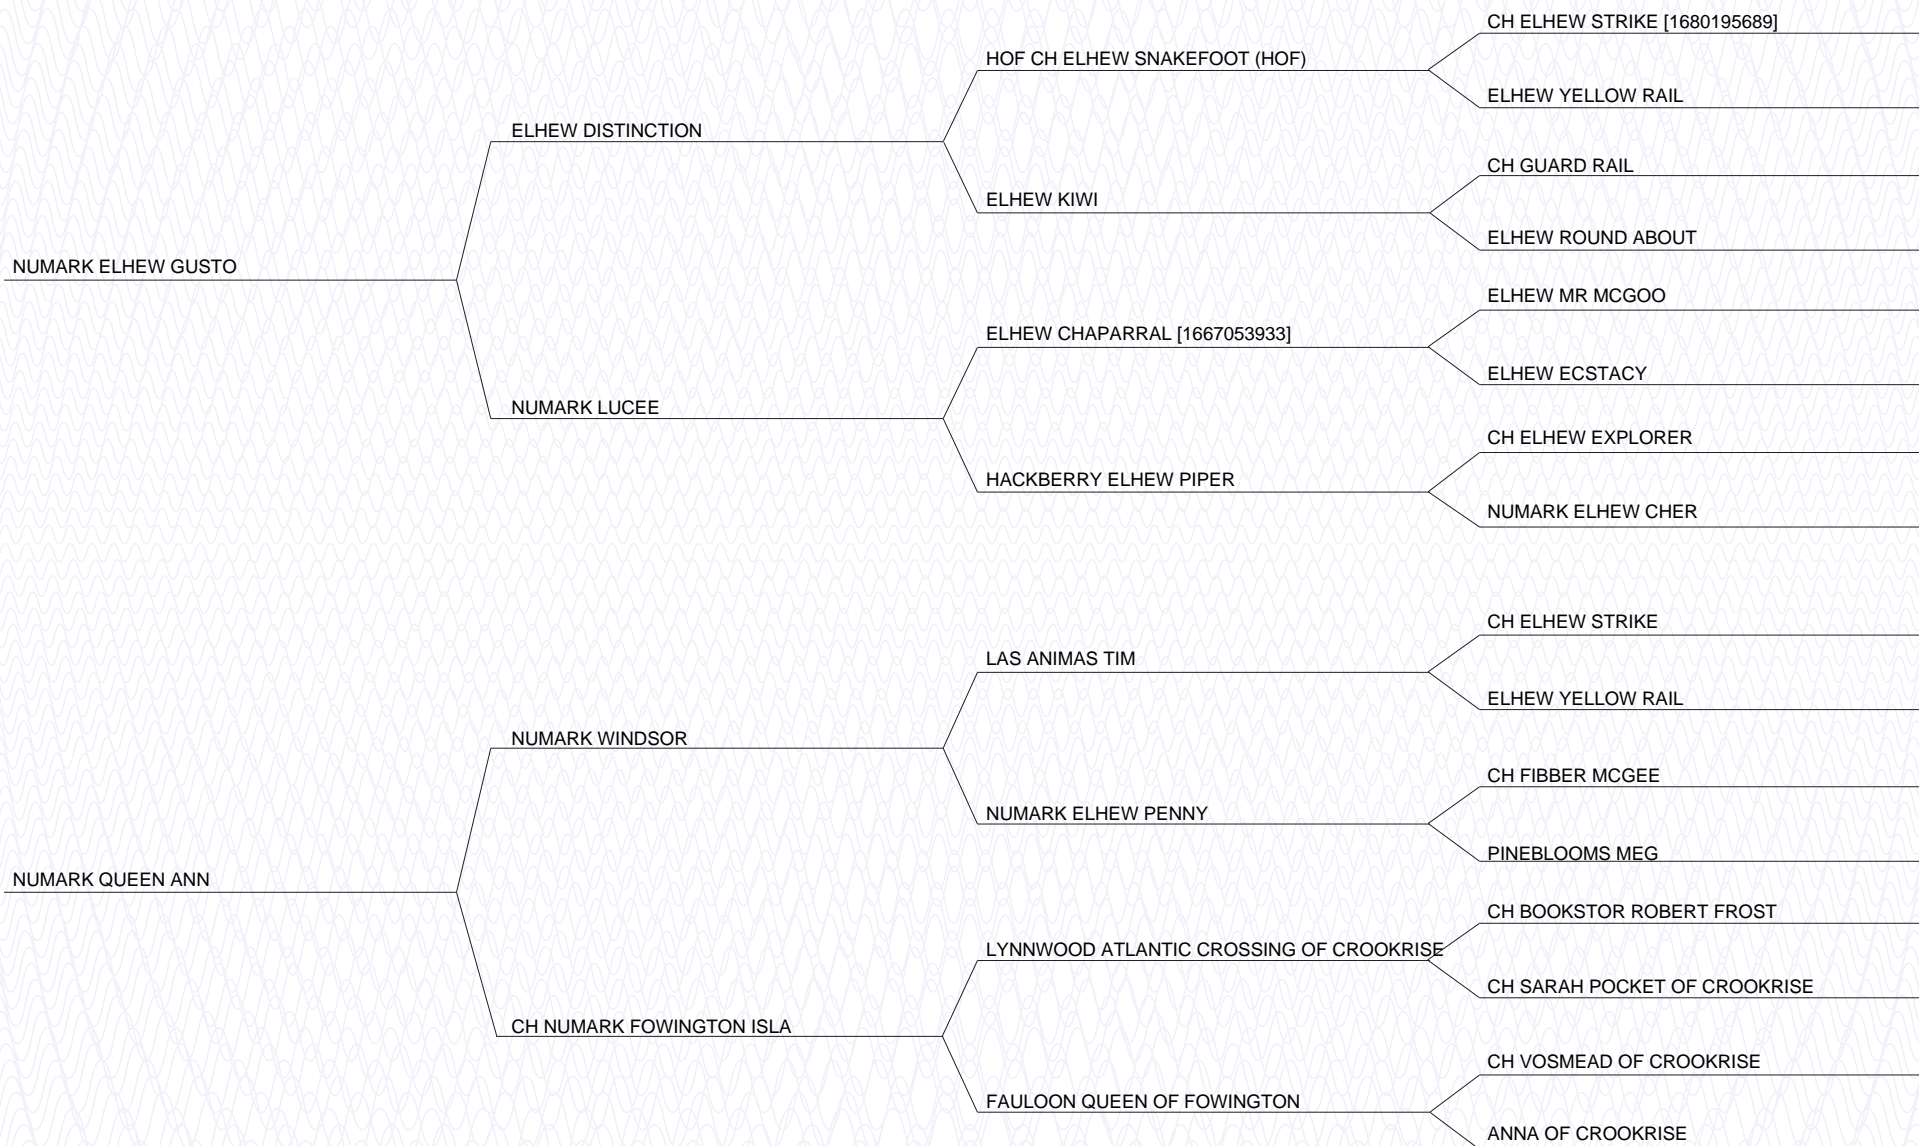 CH ELHEW STRIKE [1680195689]
HOF CH ELHEW SNAKEFOOT (HOF)
ELHEW YELLOW RAIL
ELHEW DISTINCTION
CH GUARD RAIL
ELHEW KIWI
ELHEW ROUND ABOUT
NUMARK ELHEW GUSTO
ELHEW MR MCGOO
ELHEW CHAPARRAL [1667053933]
ELHEW ECSTACY
NUMARK LUCEE
CH ELHEW EXPLORER
HACKBERRY ELHEW PIPER
NUMARK ELHEW CHER
CH ELHEW STRIKE
LAS ANIMAS TIM
ELHEW YELLOW RAIL
NUMARK WINDSOR
CH FIBBER MCGEE
NUMARK ELHEW PENNY
PINEBLOOMS MEG
NUMARK QUEEN ANN
CH BOOKSTOR ROBERT FROST
LYNNWOOD ATLANTIC CROSSING OF CROOKRISE
CH SARAH POCKET OF CROOKRISE
CH NUMARK FOWINGTON ISLA
CH VOSMEAD OF CROOKRISE
FAULOON QUEEN OF FOWINGTON
ANNA OF CROOKRISE